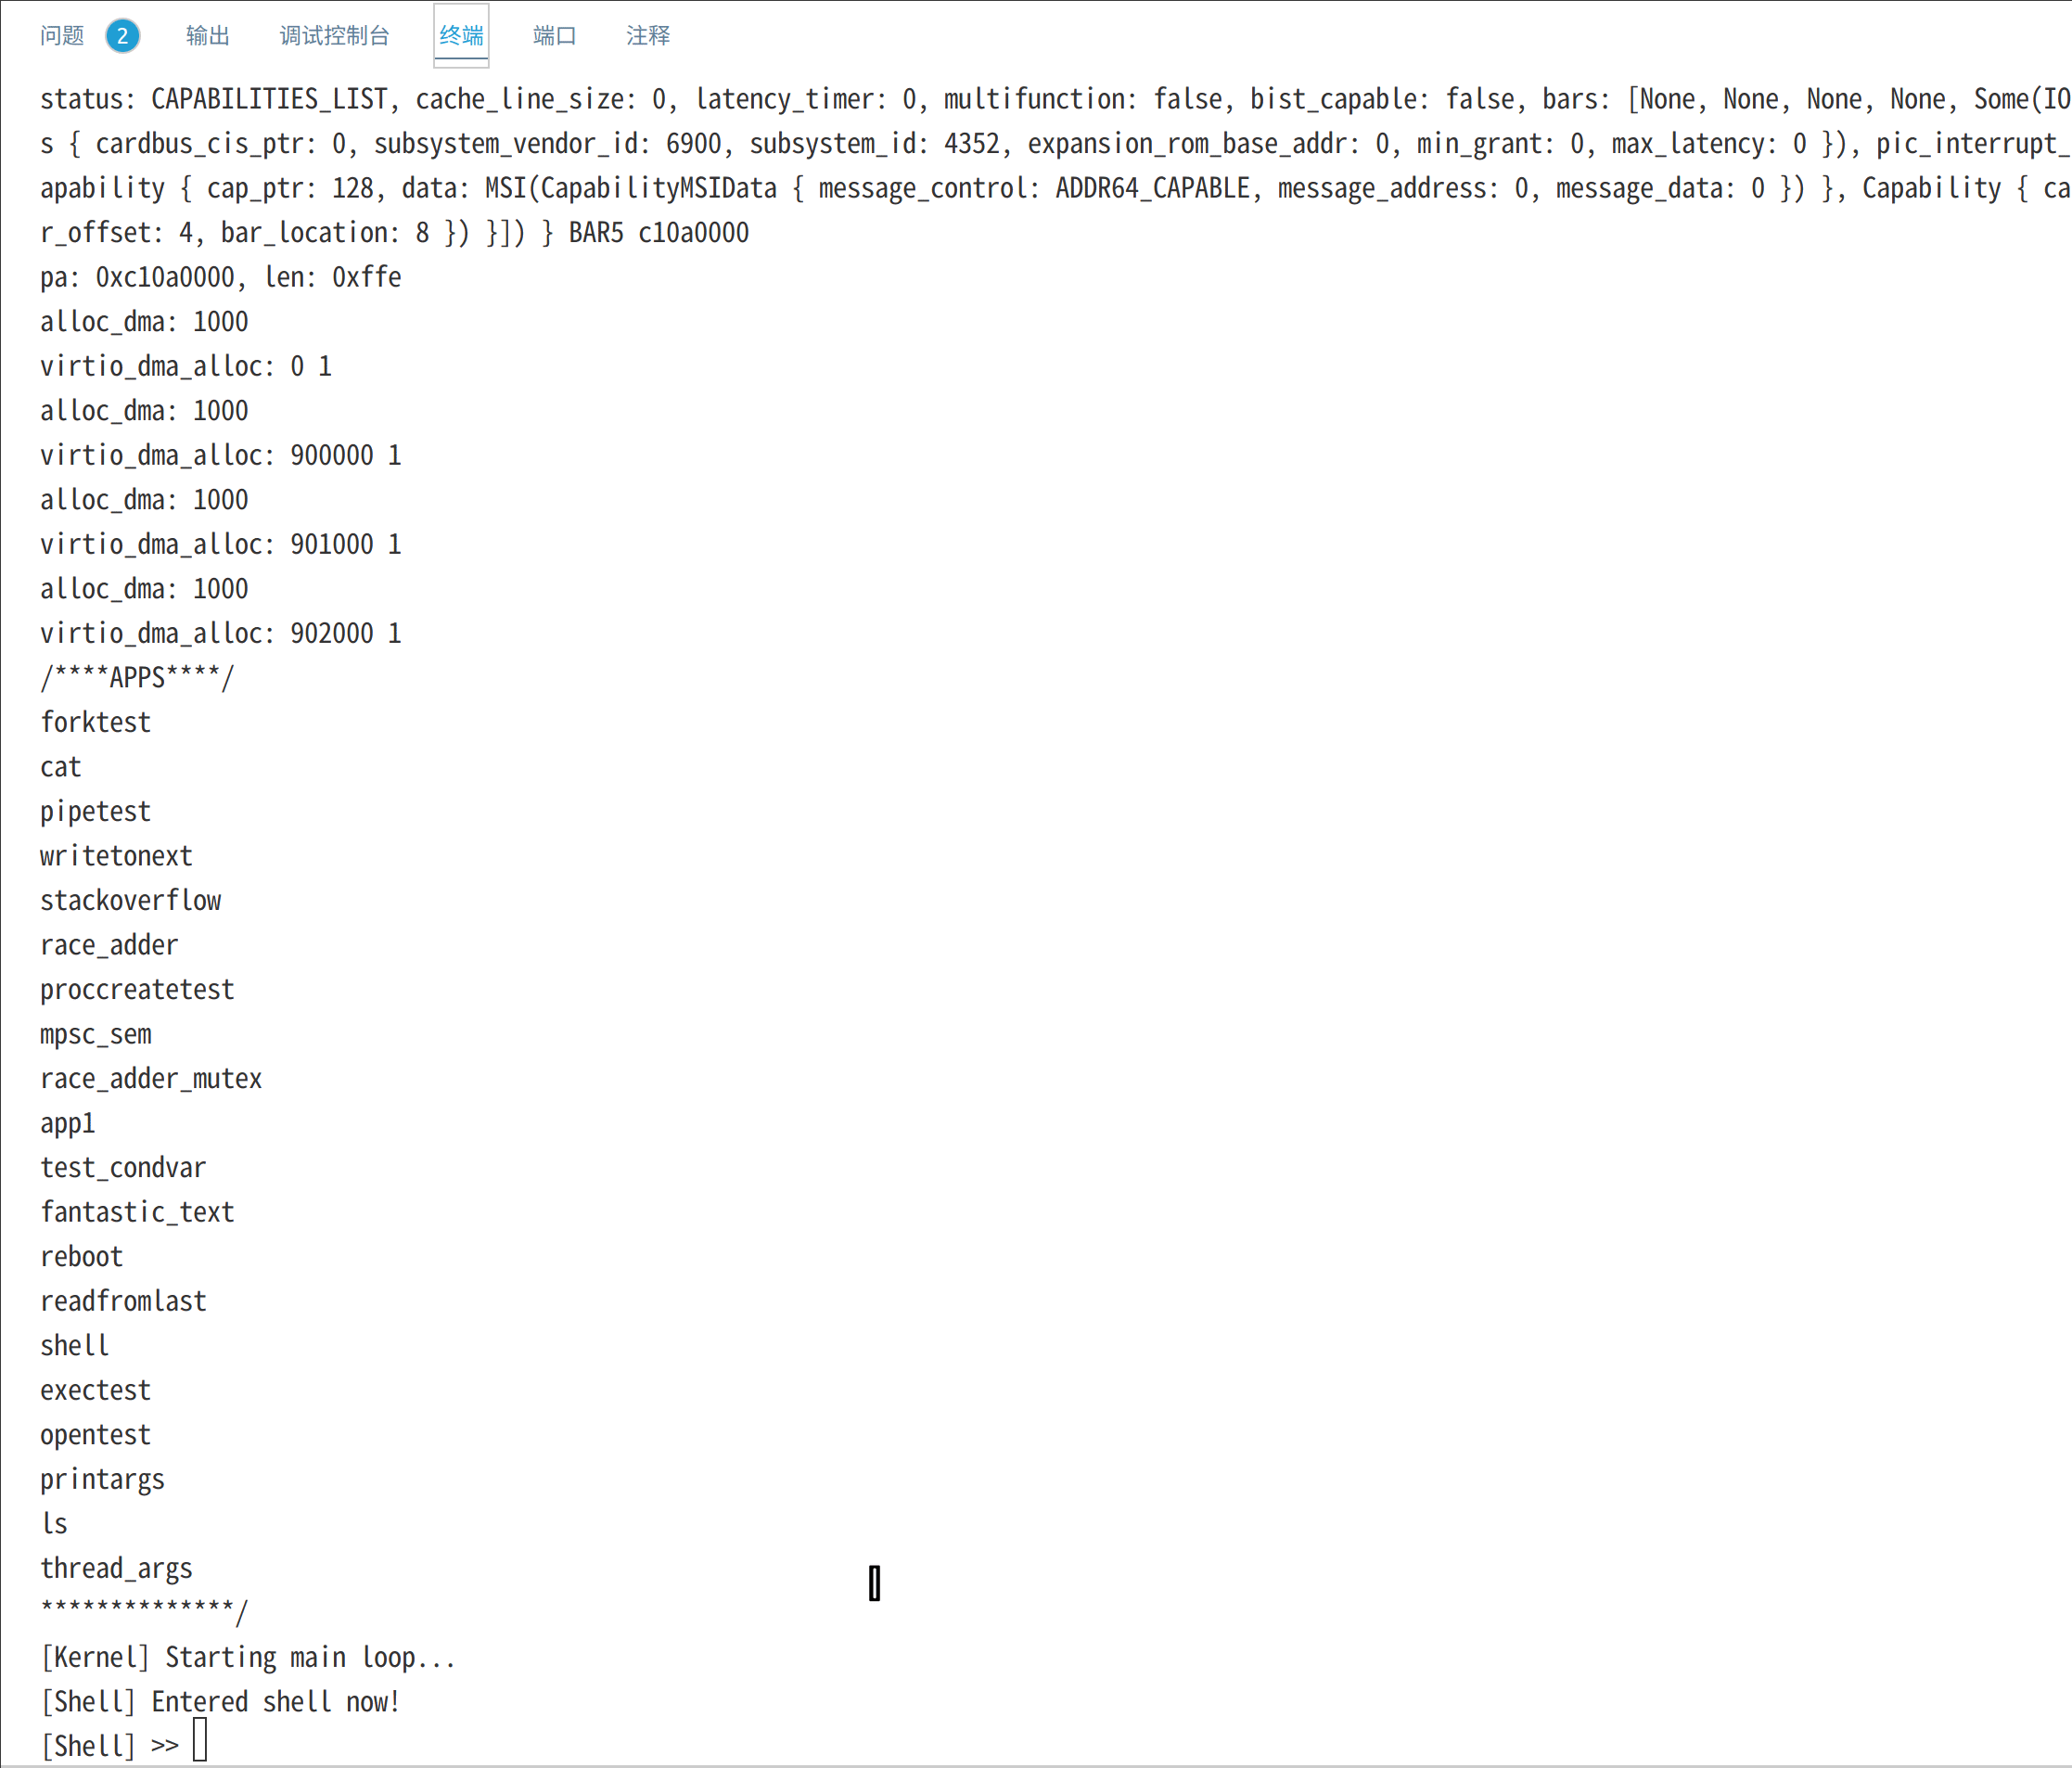 问题 2 输出 调试控制台 终端 端口 注释
status: CAPABILITIES_LIST, cache_line_size: 0, latency_timer: 0, multifunction: false, bist_capable: false, bars: [None, None, None, None, Some(IO
s { cardbus_cis_ptr: 0, subsystem_vendor_id: 6900, subsystem_id: 4352, expansion_rom_base_addr: 0, min_grant: 0, max_latency: 0 }), pic_interrupt_
apability { cap_ptr: 128, data: MSI(CapabilityMSIData { message_control: ADDR64_CAPABLE, message_address: 0, message_data: 0 }) }, Capability { ca
r_offset: 4, bar_location: 8 }) }]) } BAR5 c10a0000
pa: 0xc10a0000, len: 0xffe
alloc_dma: 1000
virtio_dma_alloc: 0 1
alloc_dma: 1000
virtio_dma_alloc: 900000 1
alloc_dma: 1000
virtio_dma_alloc: 901000 1
alloc_dma: 1000
virtio_dma_alloc: 902000 1
/****APPS****/
forktest
cat
pipetest
writetonext
stackoverflow
race_adder
proccreatetest
mpsc_sem
race_adder_mutex
app1
test_condvar
fantastic_text
reboot
readfromlast
shell
exectest
opentest
printargs
ls
thread_args
**************/
[Kernel] Starting main loop...
[Shell] Entered shell now!
[Shell] >>